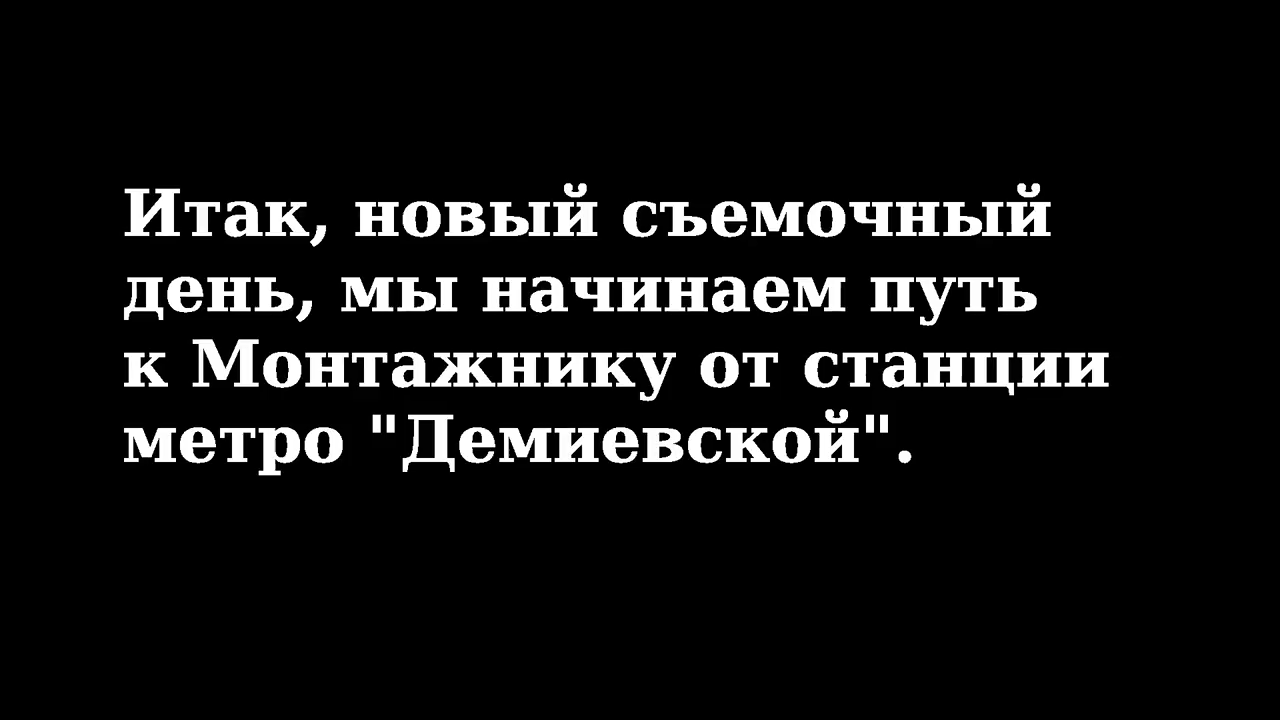 Итак, новый съемочный
день, мы начинаем путь
к Монтажнику от станции
метро "Демиевской".